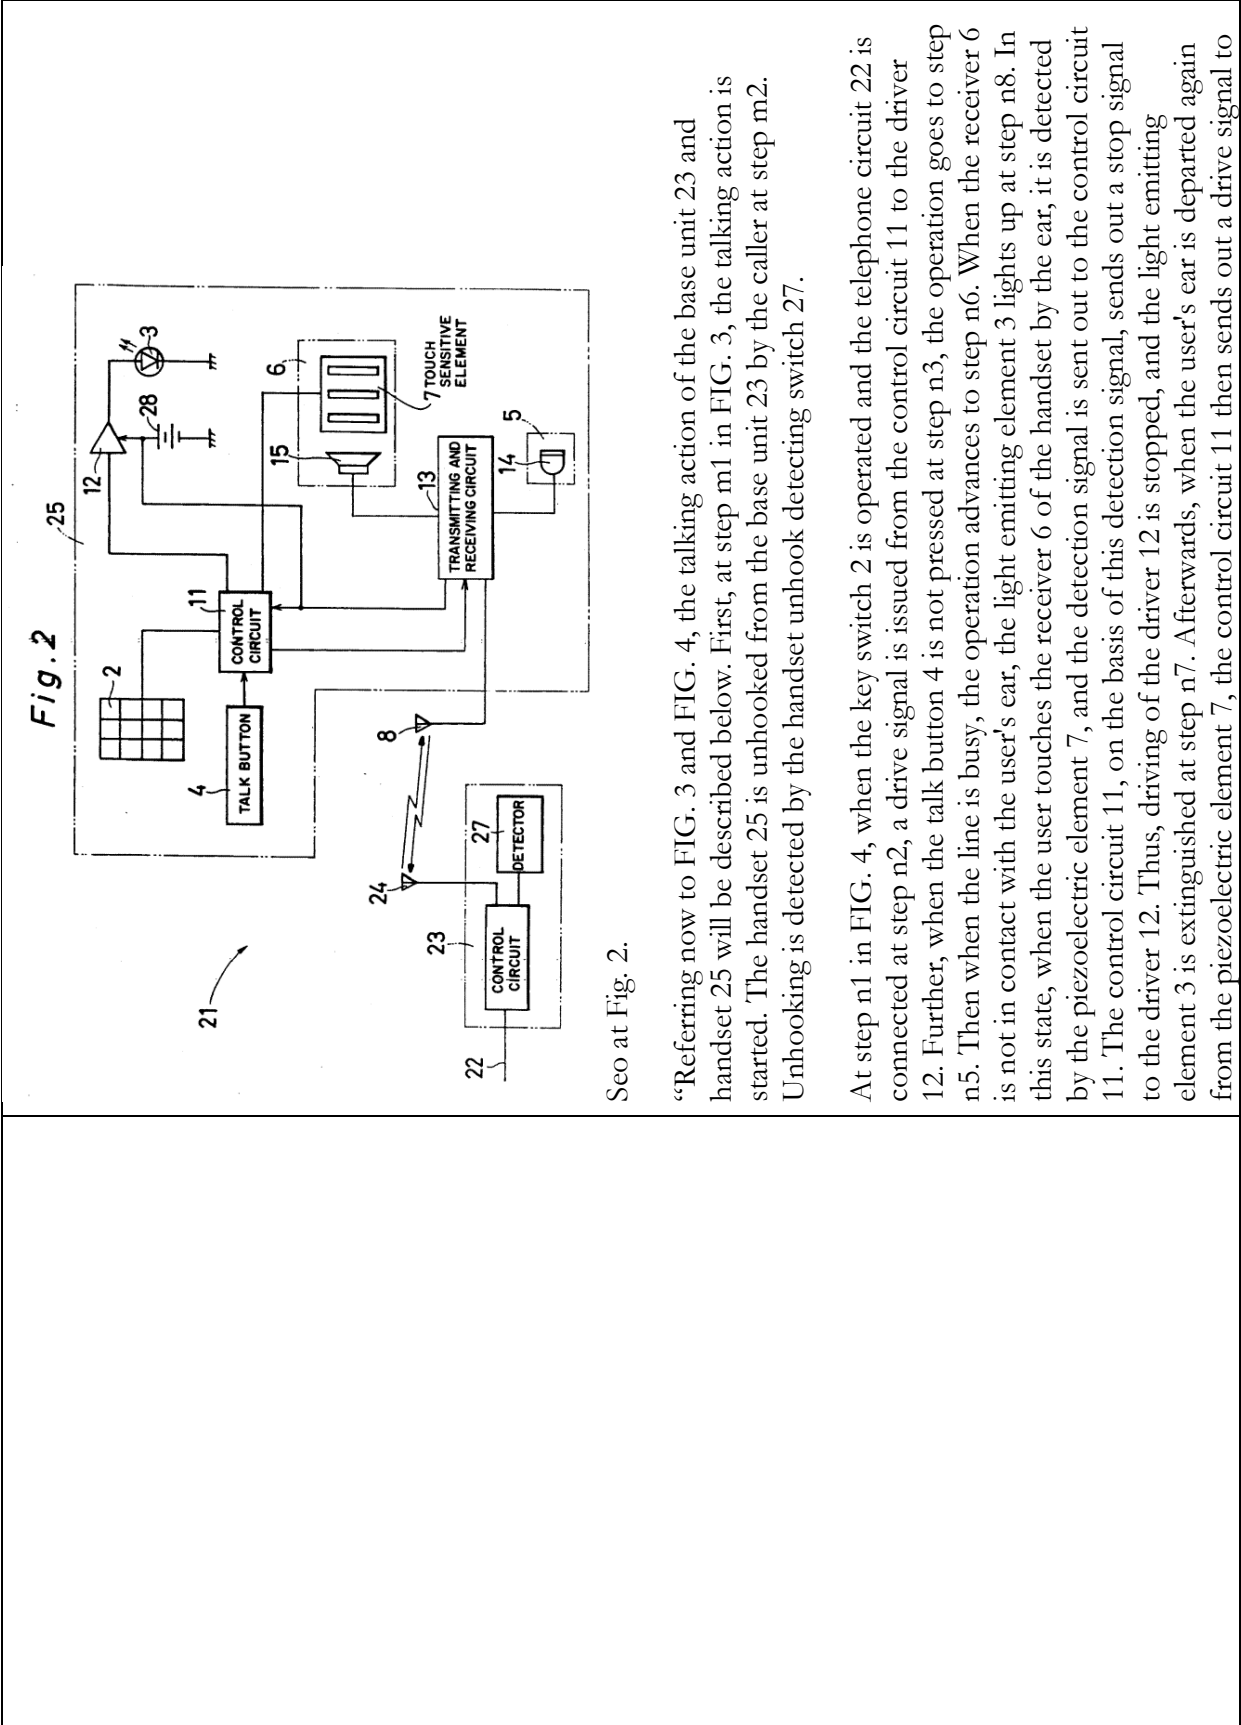 Fig. 2
25
12
28
3
2
11
CONTROL
CIRCUIT
4
TALK BUTTON
6
15
7 TOUCH
SENSITIVE
ELEMENT
13
TRANSMITTING AND
RECEIVING CIRCUIT
5
14
8
24
27
DETECTOR
23
CONTROL
CIRCUIT
21
22
Seo at Fig. 2.
“Referring now to FIG. 3 and FIG. 4, the talking action of the base unit 23 and
handset 25 will be described below. First, at step m1 in FIG. 3, the talking action is
started. The handset 25 is unhooked from the base unit 23 by the caller at step m2.
Unhooking is detected by the handset unhook detecting switch 27.
At step n1 in FIG. 4, when the key switch 2 is operated and the telephone circuit 22 is
connected at step n2, a drive signal is issued from the control circuit 11 to the driver
12. Further, when the talk button 4 is not pressed at step n3, the operation goes to step
n5. Then when the line is busy, the operation advances to step n6. When the receiver 6
is not in contact with the user's ear, the light emitting element 3 lights up at step n8. In
this state, when the user touches the receiver 6 of the handset by the ear, it is detected
by the piezoelectric element 7, and the detection signal is sent out to the control circuit
11. The control circuit 11, on the basis of this detection signal, sends out a stop signal
to the driver 12. Thus, driving of the driver 12 is stopped, and the light emitting
element 3 is extinguished at step n7. Afterwards, when the user's ear is departed again
from the piezoelectric element 7, the control circuit 11 then sends out a drive signal to